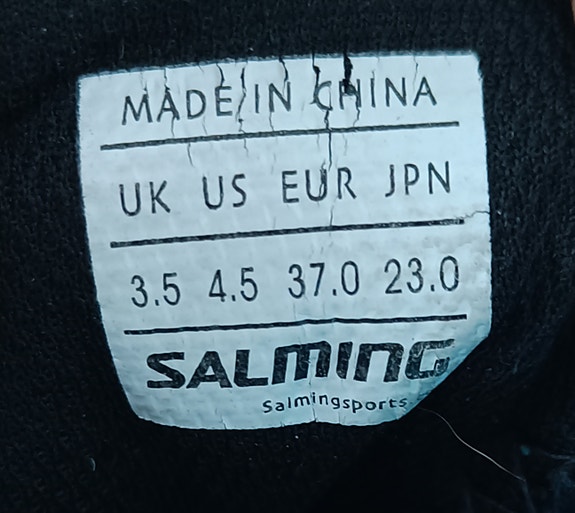 MADE IN CHINA
UK US EUR JPN
3.5 4.5 37.0 23.0
SALMING
Salmingsports